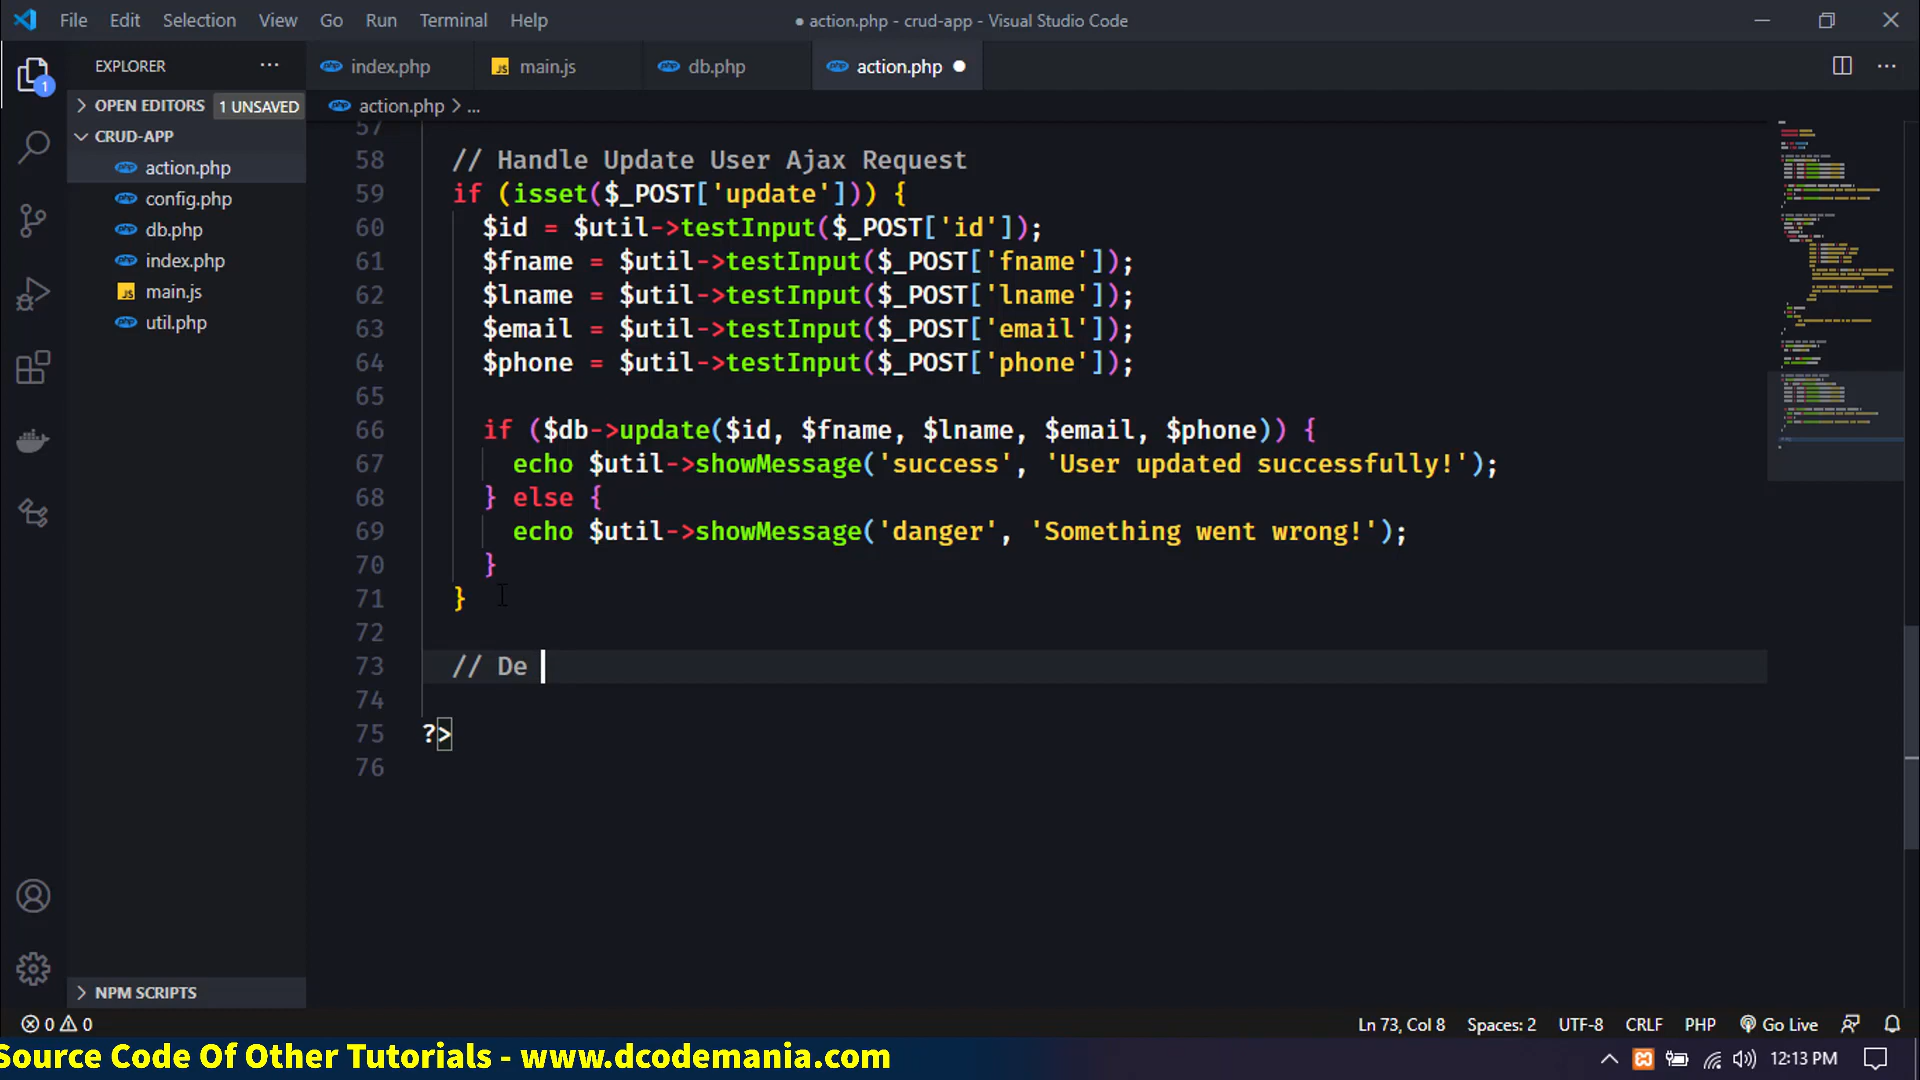 File Edit Selection View Go Run Terminal Help
● action.php - crud-app - Visual Studio Code
EXPLORER
index.php
main.js
db.php
action.php
OPEN EDITORS 1 UNSAVED
action.php > ...
CRUD-APP
action.php
config.php
db.php
index.php
main.js
util.php
1
57
58 // Handle Update User Ajax Request
59 if (isset($_POST['update'])) {
60 $id = $util->testInput($_POST['id']);
61 $fname = $util->testInput($_POST['fname']);
62 $lname = $util->testInput($_POST['lname']);
63 $email = $util->testInput($_POST['email']);
64 $phone = $util->testInput($_POST['phone']);
65
66 if ($db->update($id, $fname, $lname, $email, $phone)) {
67 echo $util->showMessage('success', 'User updated successfully!');
68 } else {
69 echo $util->showMessage('danger', 'Something went wrong!');
70 }
71 }
72
73 // De
74
75 ?>
76
NPM SCRIPTS
0 0
Ln 73, Col 8 Spaces: 2 UTF-8 CRLF PHP Go Live
Source Code Of Other Tutorials - www.dcodemania.com
12:13 PM